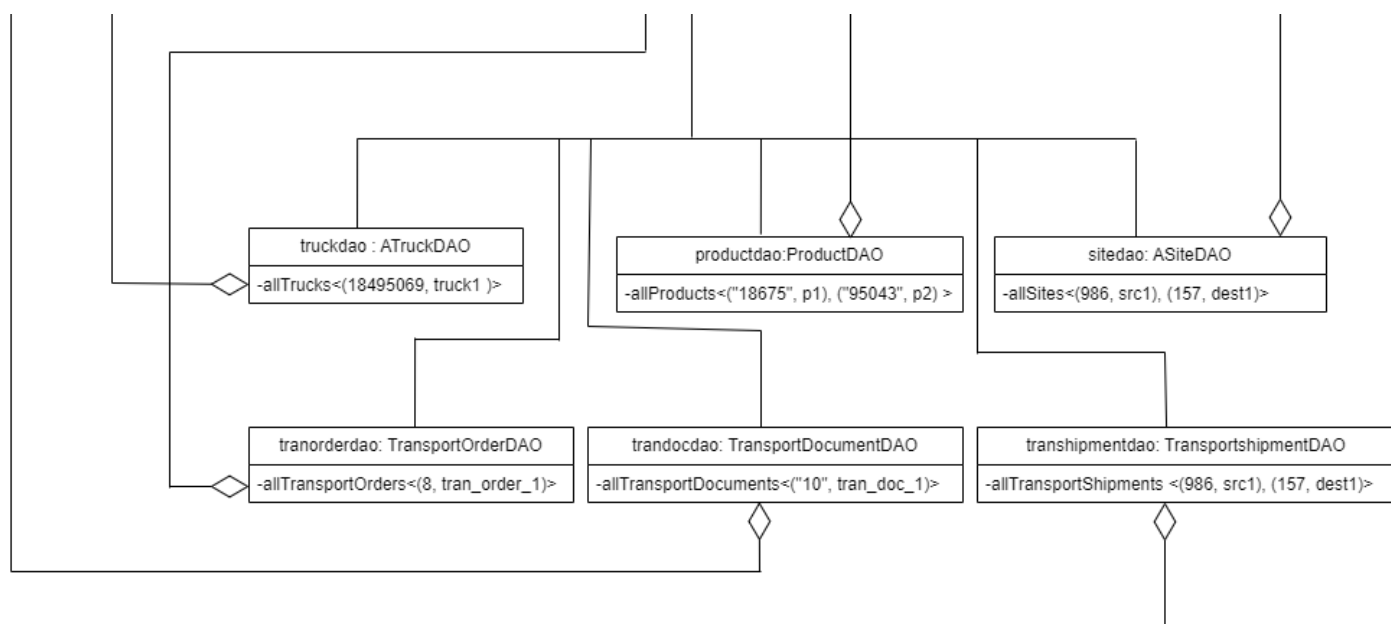 truckdao : ATruckDAO
-allTrucks<(18495069, truck1 )>
productdao:ProductDAO
-allProducts<("18675", p1), ("95043", p2) >
sitedao: ASiteDAO
-allSites<(986, src1), (157, dest1)>
tranorderdao: TransportOrderDAO
-allTransportOrders<(8, tran_order_1)>
trandocdao: TransportDocumentDAO
-allTransportDocuments<("10", tran_doc_1)>
transhipmentdao: TransportshipmentDAO
-allTransportShipments <(986, src1), (157, dest1)>